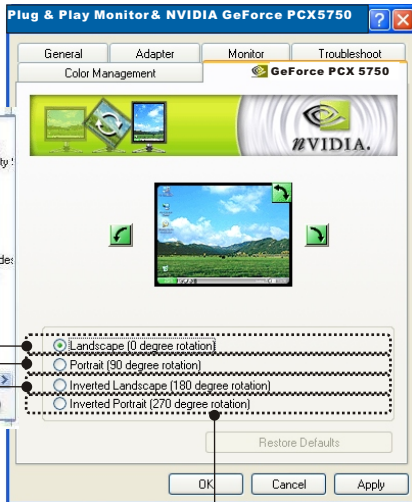 Plug & Play Monitor & NVIDIA GeForce PCX5750
General Adapter Monitor Troubleshoot
Color Management GeForce PCX 5750
NVIDIA.
Landscape (0 degree rotation)
Portrait (90 degree rotation)
Inverted Landscape (180 degree rotation)
Inverted Portrait (270 degree rotation)
Restore Defaults
OK Cancel Apply